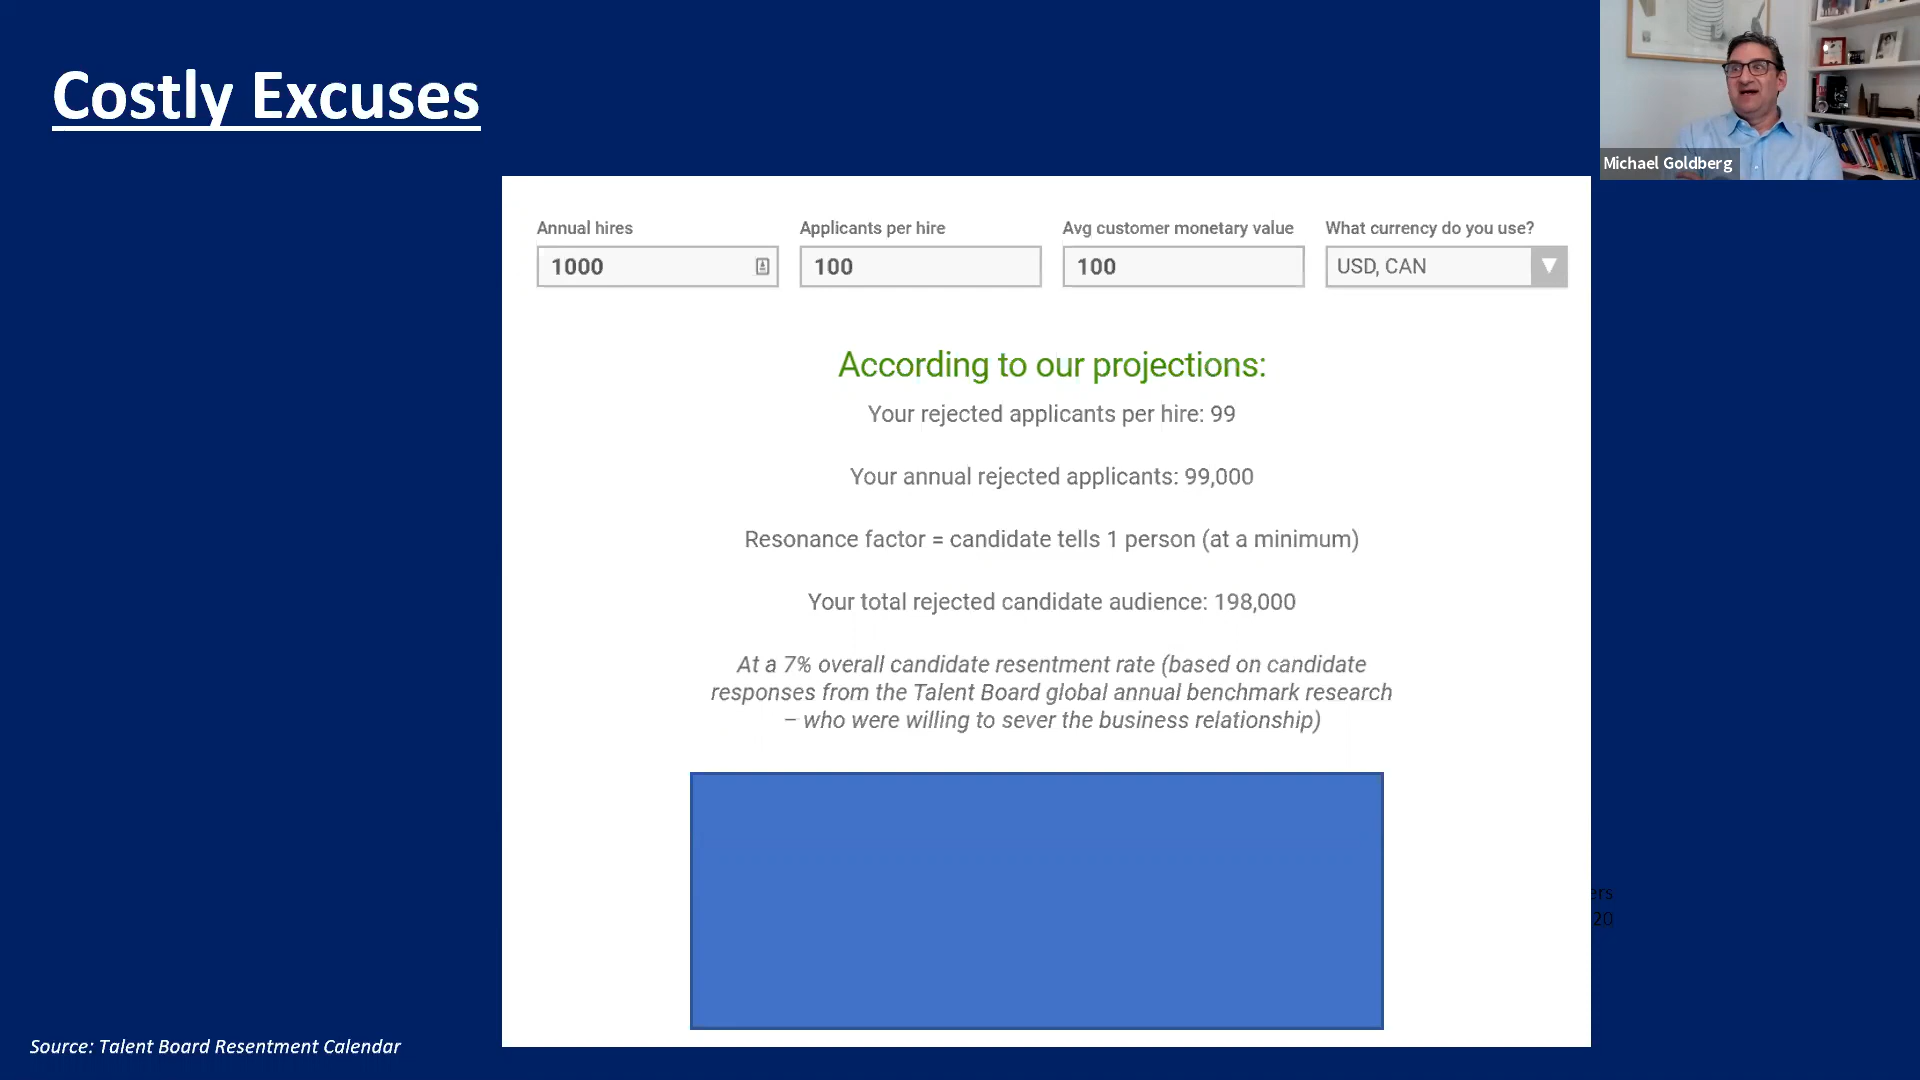 Costly Excuses
Michael Goldberg
Annual hires
Applicants per hire
Avg customer monetary value
What currency do you use?
1000
100
100
USD, CAN
According to our projections:
Your rejected applicants per hire: 99
Your annual rejected applicants: 99,000
Resonance factor = candidate tells 1 person (at a minimum)
Your total rejected candidate audience: 198,000
At a 7% overall candidate resentment rate (based on candidate
responses from the Talent Board global annual benchmark research
– who were willing to sever the business relationship)
20
Source: Talent Board Resentment Calendar